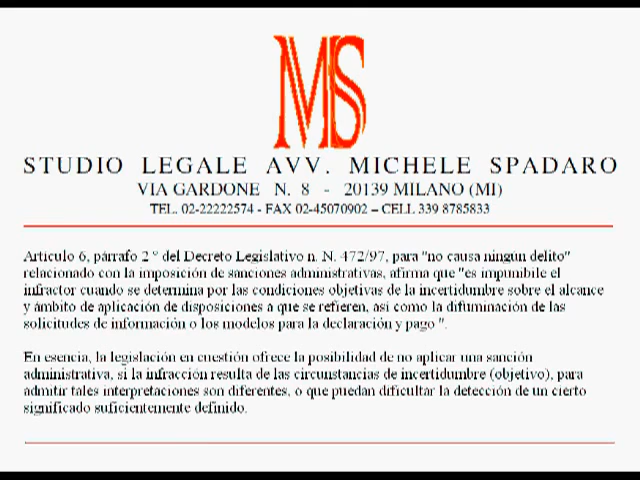 MS
STUDIO LEGALE AVV. MICHELE SPADARO
VIA GARDONE N. 8 - 20139 MILANO (MI)
TEL. 02-22222574 - FAX 02-45070902 – CELL 339 8785833
Articulo 6, párrafo 2 º del Decreto Legislativo n. N. 472/97, para "no causa ningún delito"
relacionado con la imposición de sanciones administrativas, afirma que "es impunibile el
infractor cuando se determina por las condiciones objetivas de la incertidumbre sobre el alcance
y ámbito de aplicación de disposiciones a que se refieren, asi como la difuminación de las
solicitudes de información o los modelos para la declaración y pago ".
En esencia, la legislación en cuestión ofrece la posibilidad de no aplicar una sanción
administrativa, si la infracción resulta de las circunstancias de incertidumbre (objetivo), para
admitir tales interpretaciones son diferentes, o que puedan dificultar la detección de un cierto
significado suficientemente definido.